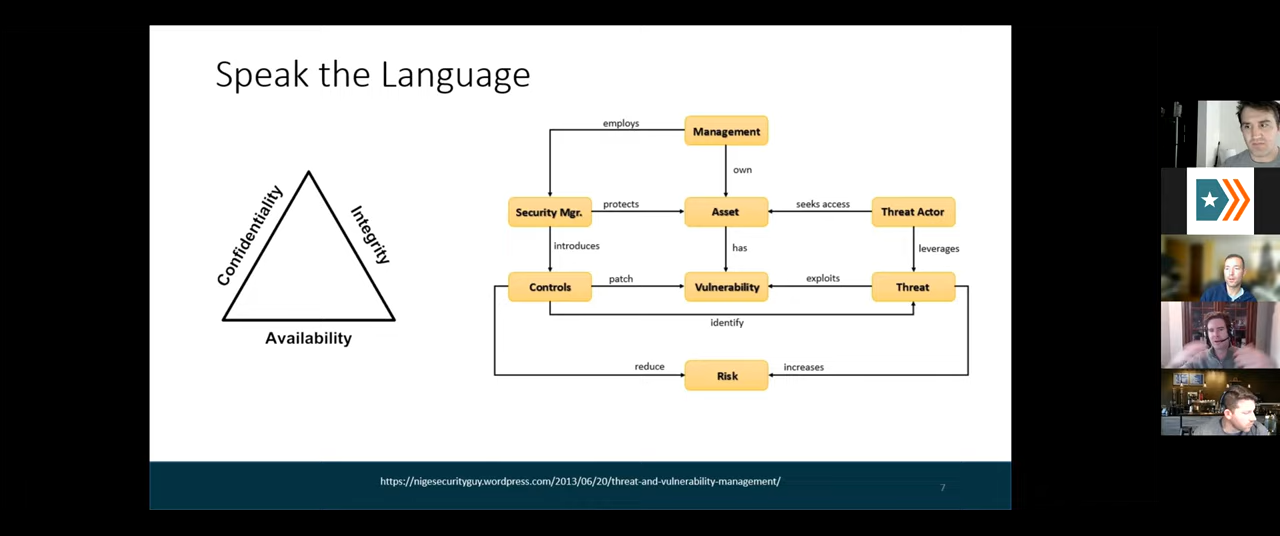 Speak the Language
Confidentiality
Integrity
Availability
employs
Management
own
Security Mgr.
protects
Asset
seeks access
Threat Actor
introduces
has
leverages
Controls
patch
Vulnerability
exploits
Threat
identify
reduce
Risk
increases
https://nigesecurityguy.wordpress.com/2013/06/20/threat-and-vulnerability-management/
7